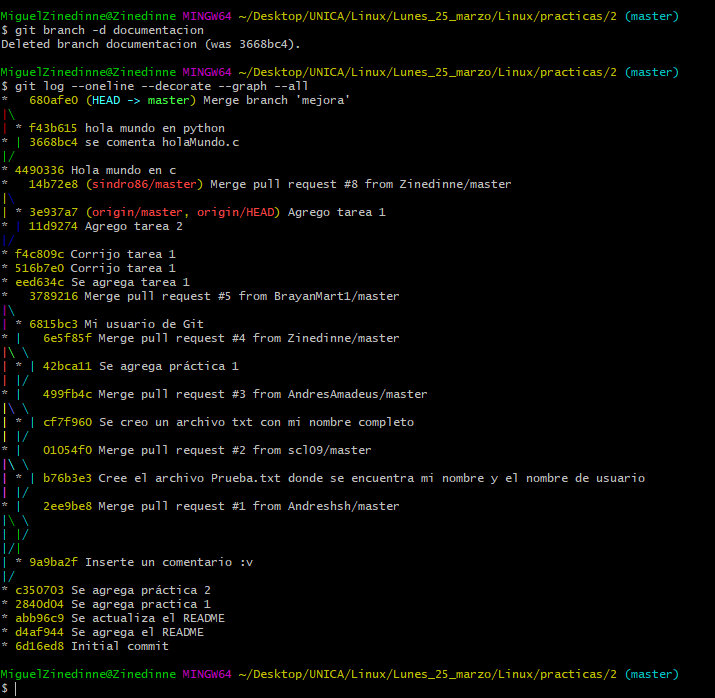 MiguelZinedinne@Zinedinne MINGW64 ~/Desktop/UNICA/Linux/Lunes_25_marzo/Linux/practicas/2 (master)
$ git branch -d documentacion
Deleted branch documentacion (was 3668bc4).

MiguelZinedinne@Zinedinne MINGW64 ~/Desktop/UNICA/Linux/Lunes_25_marzo/Linux/practicas/2 (master)
$ git log --oneline --decorate --graph --all
*   680afe0 (HEAD -> master) Merge branch 'mejora'
|\
| * f43b615 hola mundo en python
* | 3668bc4 se comenta holaMundo.c
|/
* 4490336 Hola mundo en c
*   14b72e8 (sindro86/master) Merge pull request #8 from Zinedinne/master
|\
| * 3e937a7 (origin/master, origin/HEAD) Agrego tarea 1
* | 11d9274 Agrego tarea 2
|/
* f4c809c Corrijo tarea 1
* 516b7e0 Corrijo tarea 1
* eed634c Se agrega tarea 1
*   3789216 Merge pull request #5 from BrayanMart1/master
|\
| * 6815bc3 Mi usuario de Git
* |   6e5f85f Merge pull request #4 from Zinedinne/master
|\ \
| * | 42bca11 Se agrega práctica 1
| |/
* |   499fb4c Merge pull request #3 from AndresAmadeus/master
|\ \
| * | cf7f960 Se creo un archivo txt con mi nombre completo
| |/
* |   01054f0 Merge pull request #2 from scl09/master
|\ \
| * | b76b3e3 Cree el archivo Prueba.txt donde se encuentra mi nombre y el nombre de usuario
| |/
* |   2ee9be8 Merge pull request #1 from Andreshsh/master
|\ \
| |/
|/|
| * 9a9ba2f Inserte un comentario :v
|/
* c350703 Se agrega práctica 2
* 2840d04 Se agrega practica 1
* abb96c9 Se actualiza el README
* d4af944 Se agrega el README
* 6d16ed8 Initial commit

MiguelZinedinne@Zinedinne MINGW64 ~/Desktop/UNICA/Linux/Lunes_25_marzo/Linux/practicas/2 (master)
$